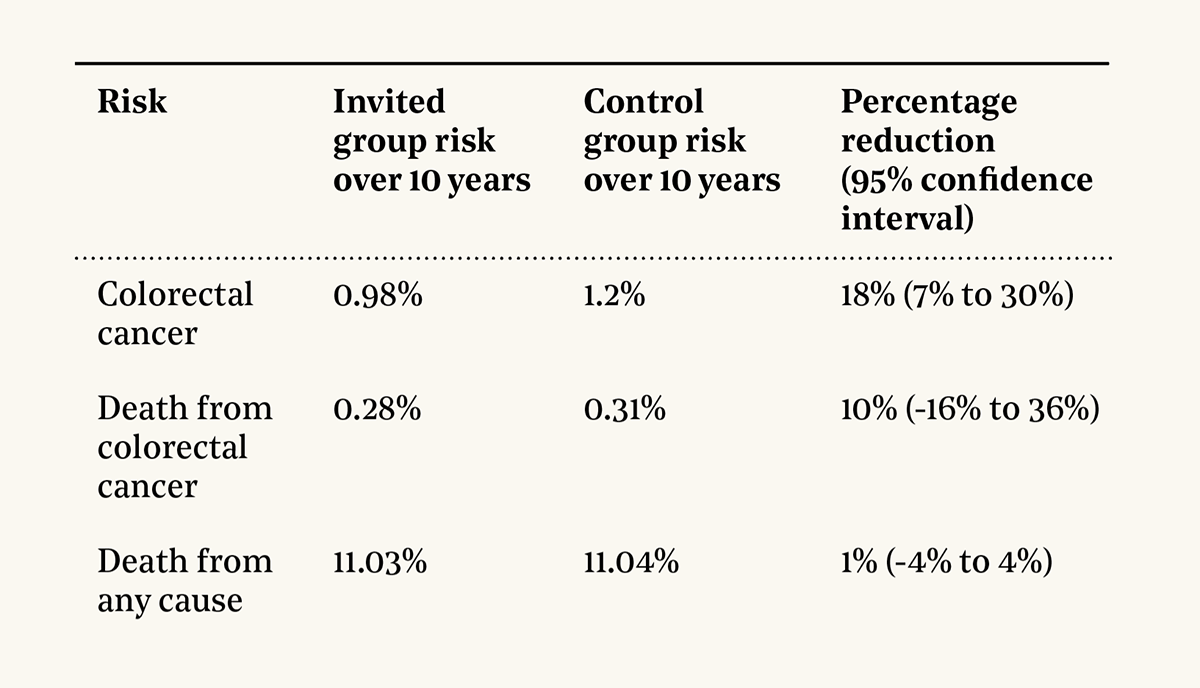 Risk
Invited
group risk
over 10 years
Control
group risk
over 10 years
Percentage
reduction
(95% confidence
interval)
Colorectal
cancer
0.98%
1.2%
18% (7% to 30%)
Death from
colorectal
cancer
0.28%
0.31%
10% (-16% to 36%)
Death from
any cause
11.03%
11.04%
1% (-4% to 4%)